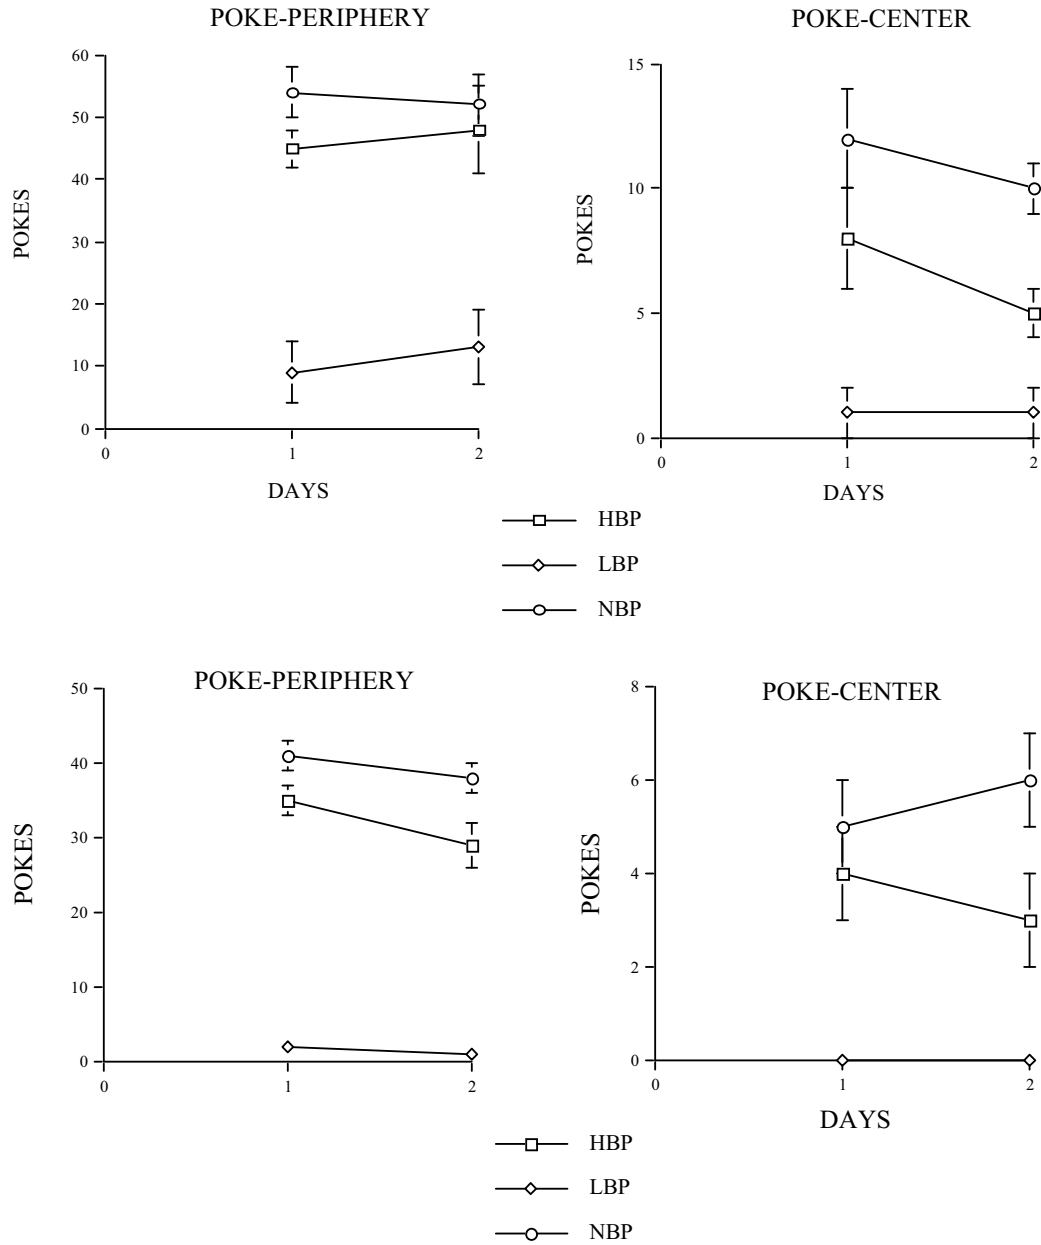 POKE-PERIPHERY
60
50
40
30
20
10
0
POKES
0 1 2
DAYS
POKE-CENTER
15
10
5
0
POKES
0 1 2
DAYS
HBP
LBP
NBP
POKE-PERIPHERY
50
40
30
20
10
0
POKES
0 1 2
POKE-CENTER
8
6
4
2
0
POKES
0 1 2
DAYS
HBP
LBP
NBP